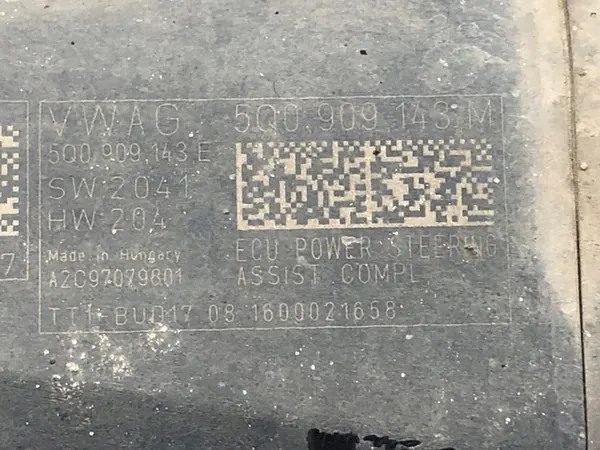 VWAG 5Q0.909.143.M
5Q0.909.143 E
SW 2041
HW 204
7
Made in Hungary
A2C97079801
ECU POWER STEERING
ASSIST COMPL
TT1-BUD17 08 1600021658